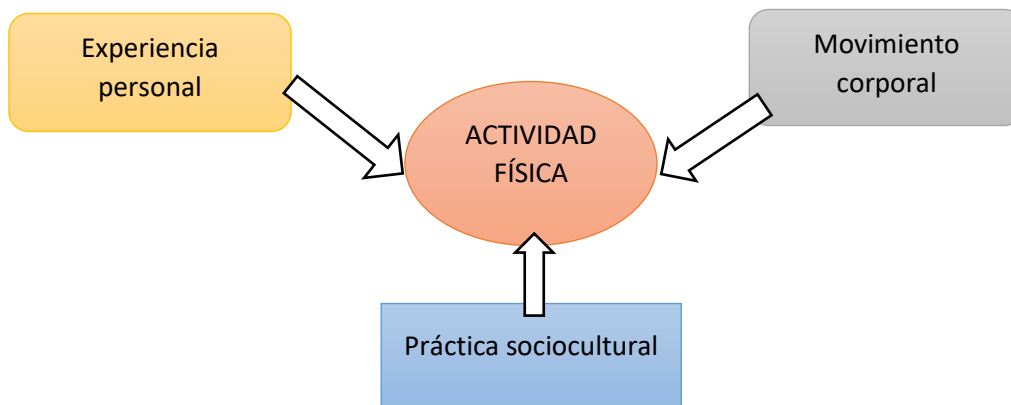 Experiencia
personal
Movimiento
corporal
ACTIVIDAD
FÍSICA
Práctica sociocultural